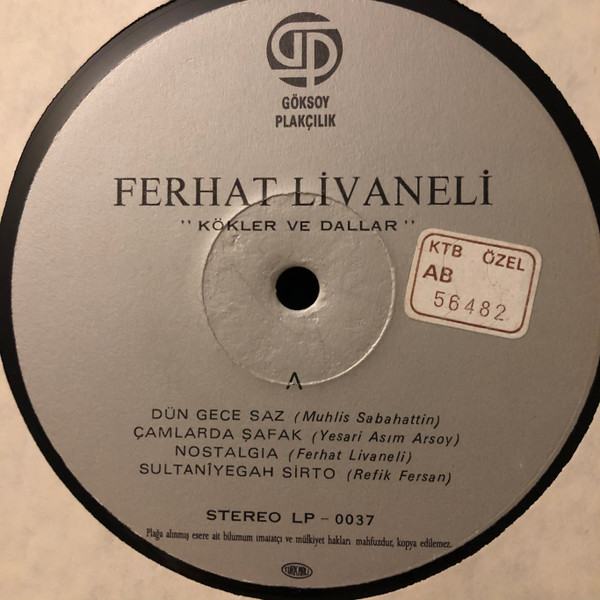 GP
GÖKSOY
PLAKÇILIK
FERHAT LİVANELİ
"KÖKLER VE DALLAR"
KTB ÖZEL
AB
56482
A
DÜN GECE SAZ (Muhlis Sabahattin)
ÇAMLARDA ŞAFAK (Yesari Asım Arsoy)
NOSTALGIA (Ferhat Livaneli)
SULTANÎYEGAH SİRTO (Refik Fersan)
STEREO LP - 0037
Plağa alınmış esere ait bilumum imalatçı ve mülkiyet hakları mahfuzdur, kopya edilemez.